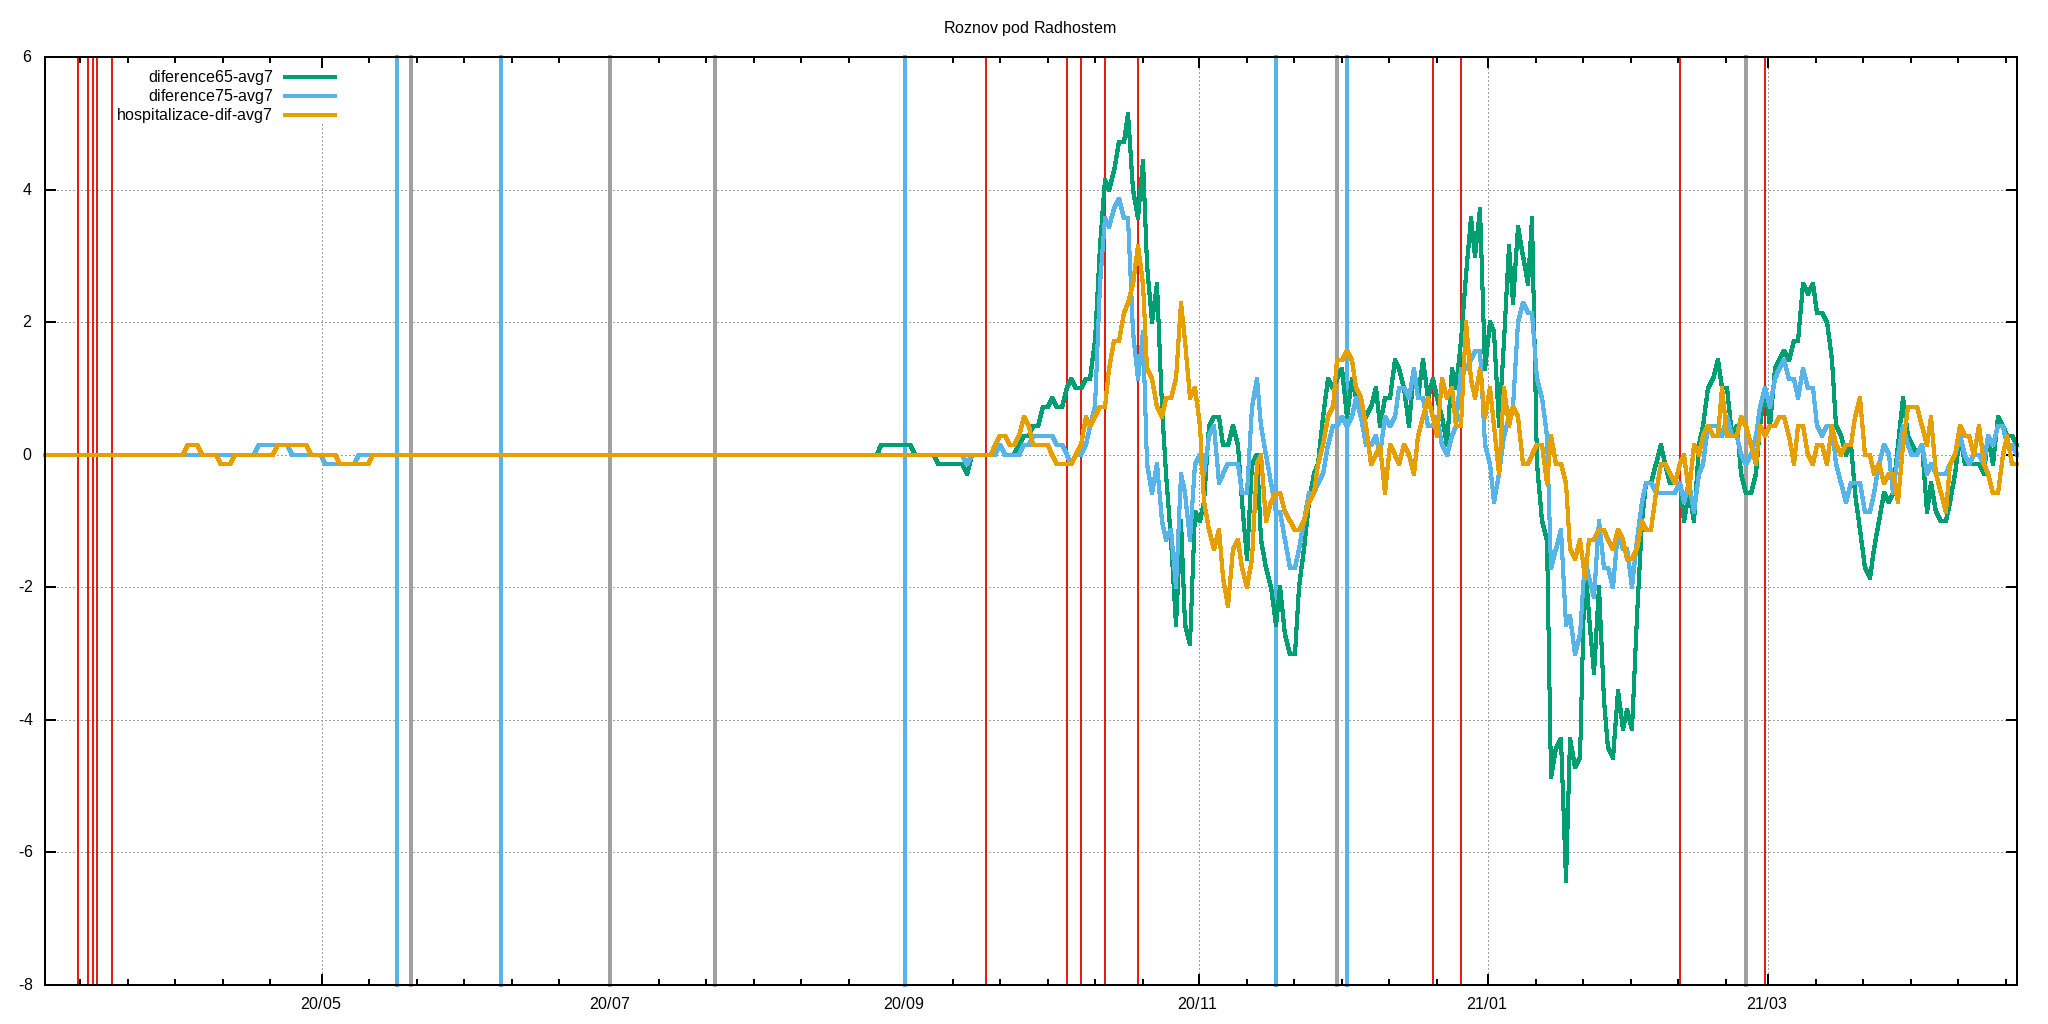 Roznov pod Radhostem
diference65-avg7
diference75-avg7
hospitalizace-dif-avg7
6
4
2
0
-2
-4
-6
-8
20/05 20/07 20/09 20/11 21/01 21/03